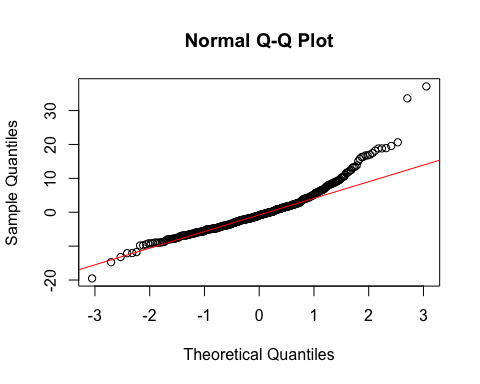 Normal Q-Q Plot
Sample Quantiles
30
20
10
0
-20
-3 -2 -1 0 1 2 3
Theoretical Quantiles